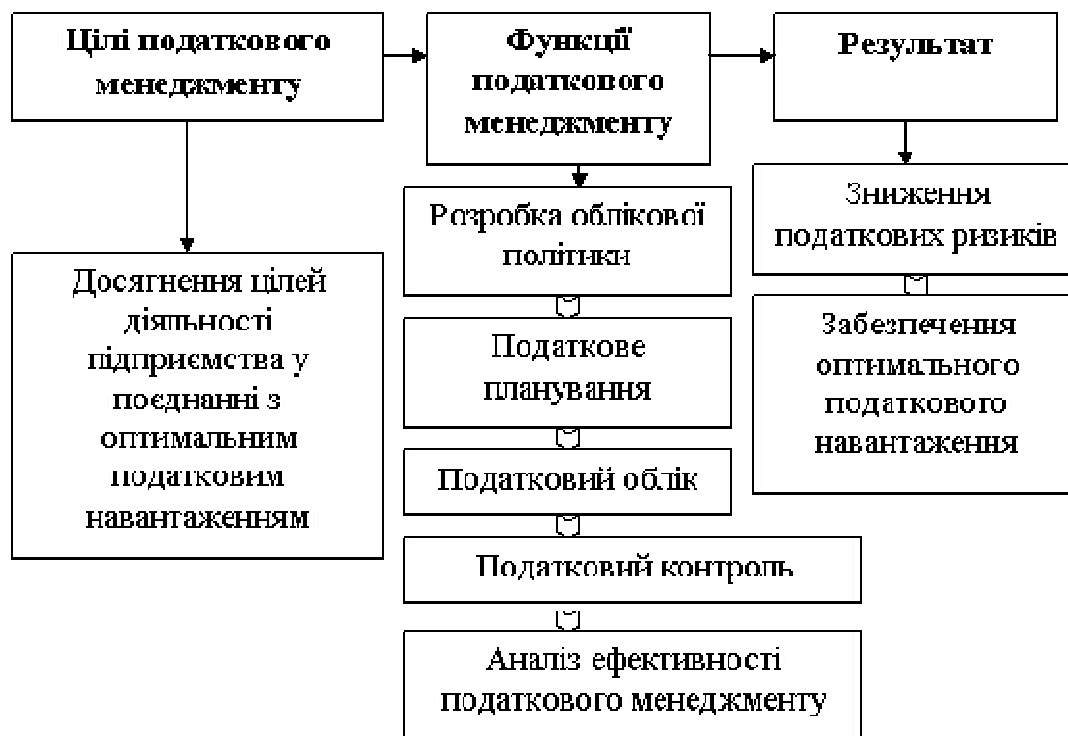 Цілі податкового
менеджменту
Функції
податкового
менеджменту
Результат
Досягнення цілей
діяльності
підприємства у
поєднанні з
оптимальним
податковим
навантаженням
Розробка облікової
політики
Податкове
планування
Податковий облік
Податковий контроль
Аналіз ефективності
податкового менеджменту
Зниження
податкових ризиків
Забезпечення
оптимального
податкового
навантаження